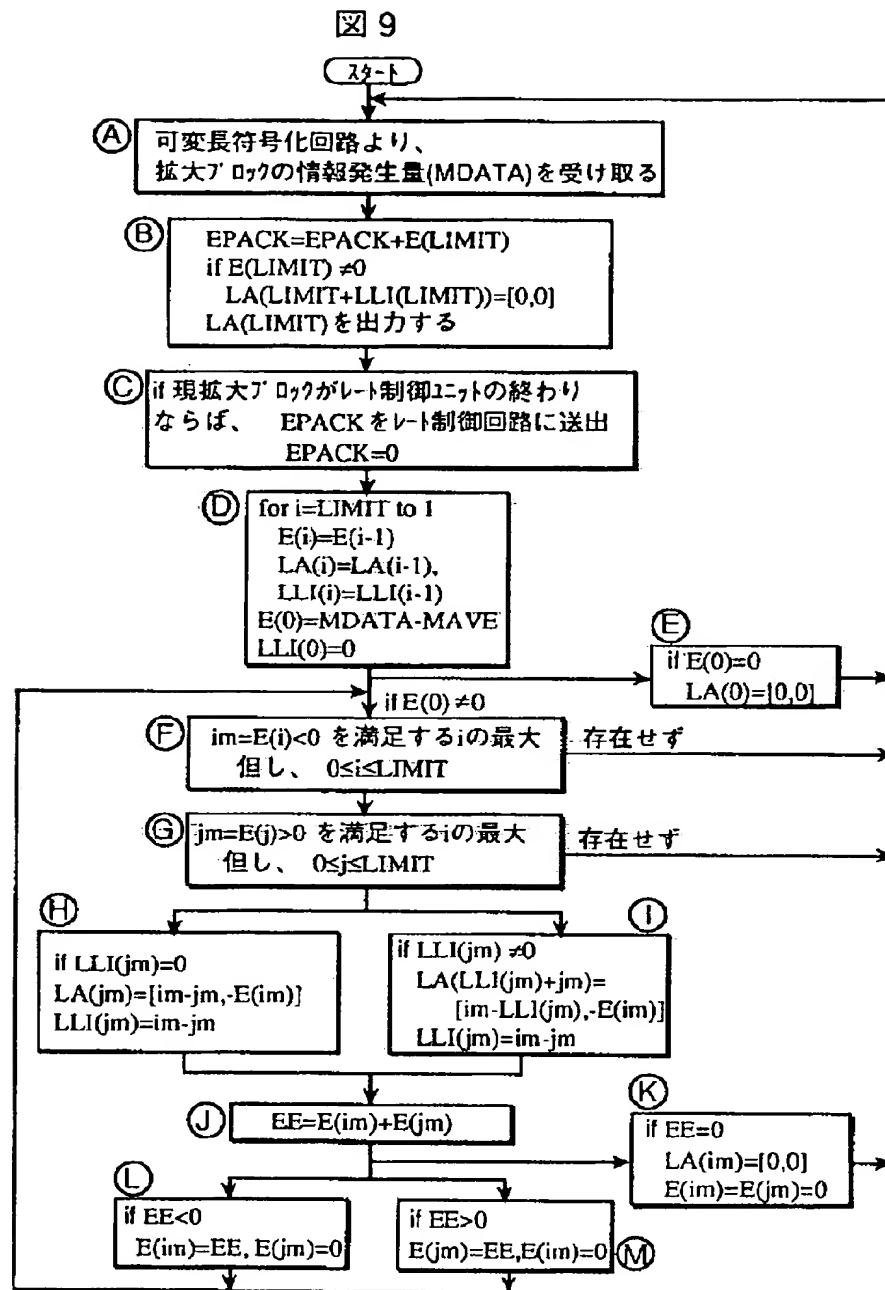 図 9
スタート
Ⓐ
可変長符号化回路より、
拡大ブロックの情報発生量(MDATA)を受け取る
Ⓑ
EPACK=EPACK+E(LIMIT)
if E(LIMIT) ≠0
LA(LIMIT+LLI(LIMIT))=[0,0]
LA(LIMIT)を出力する
Ⓒ
if 現拡大ブロックがレート制御ユニットの終わり
ならば、 EPACKをレート制御回路に送出
EPACK=0
Ⓓ
for i=LIMIT to 1
E(i)=E(i-1)
LA(i)=LA(i-1),
LLI(i)=LLI(i-1)
E(0)=MDATA-MAVE
LLI(0)=0
Ⓔ
if E(0)=0
LA(0)=[0,0]
if E(0) ≠0
Ⓕ
im=E(i)<0 を満足するiの最大
但し、 0≤i≤LIMIT
存在せず
Ⓖ
jm=E(j)>0 を満足するiの最大
但し、 0≤j≤LIMIT
存在せず
Ⓗ
if LLI(jm)=0
LA(jm)=[im-jm,-E(im)]
LLI(jm)=im-jm
Ⓘ
if LLI(jm) ≠0
LA(LLI(jm)+jm)=
[im-LLI(jm),-E(im)]
LLI(jm)=im-jm
Ⓙ
EE=E(im)+E(jm)
Ⓚ
if EE=0
LA(im)=[0,0]
E(im)=E(jm)=0
Ⓛ
if EE<0
E(im)=EE, E(jm)=0
if EE>0
E(jm)=EE,E(im)=0
Ⓜ